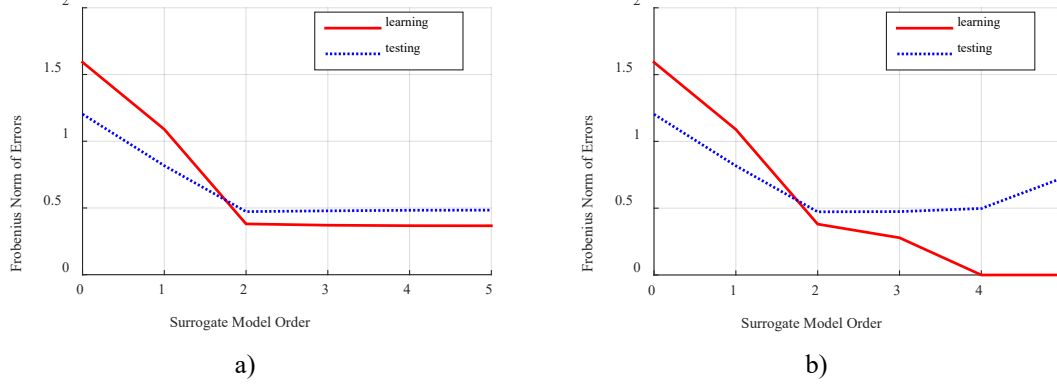 2
learning
testing
1.5
1
0.5
0
Frobenius Norm of Errors
0 1 2 3 4 5
Surrogate Model Order
a)
2
learning
testing
1.5
1
0.5
0
Frobenius Norm of Errors
0 1 2 3 4
Surrogate Model Order
b)